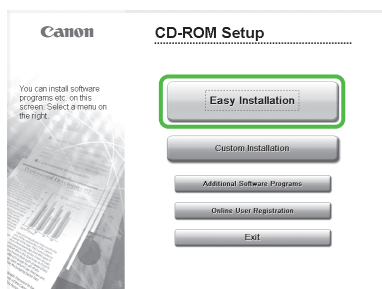 Canon
CD-ROM Setup
You can install software
programs etc. on this
screen. Select a menu on
the right.
Easy Installation
Custom Installation
Additional Software Programs
Online User Registration
Exit